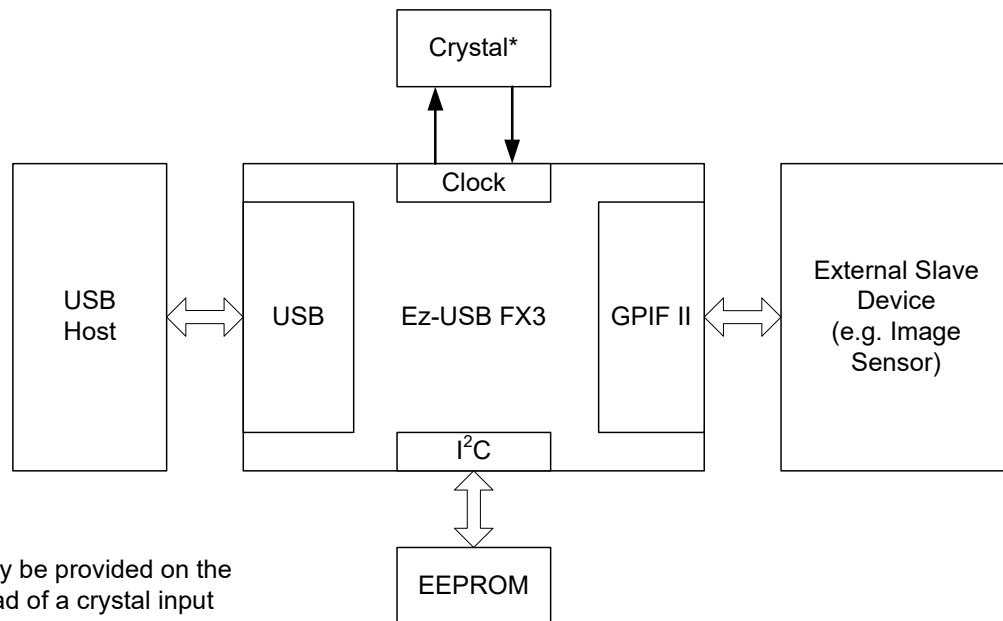 Crystal*
Clock
USB
Host
USB
Ez-USB FX3
GPIF II
External Slave
Device
(e.g. Image
Sensor)
I²C
EEPROM
be provided on the
of a crystal input